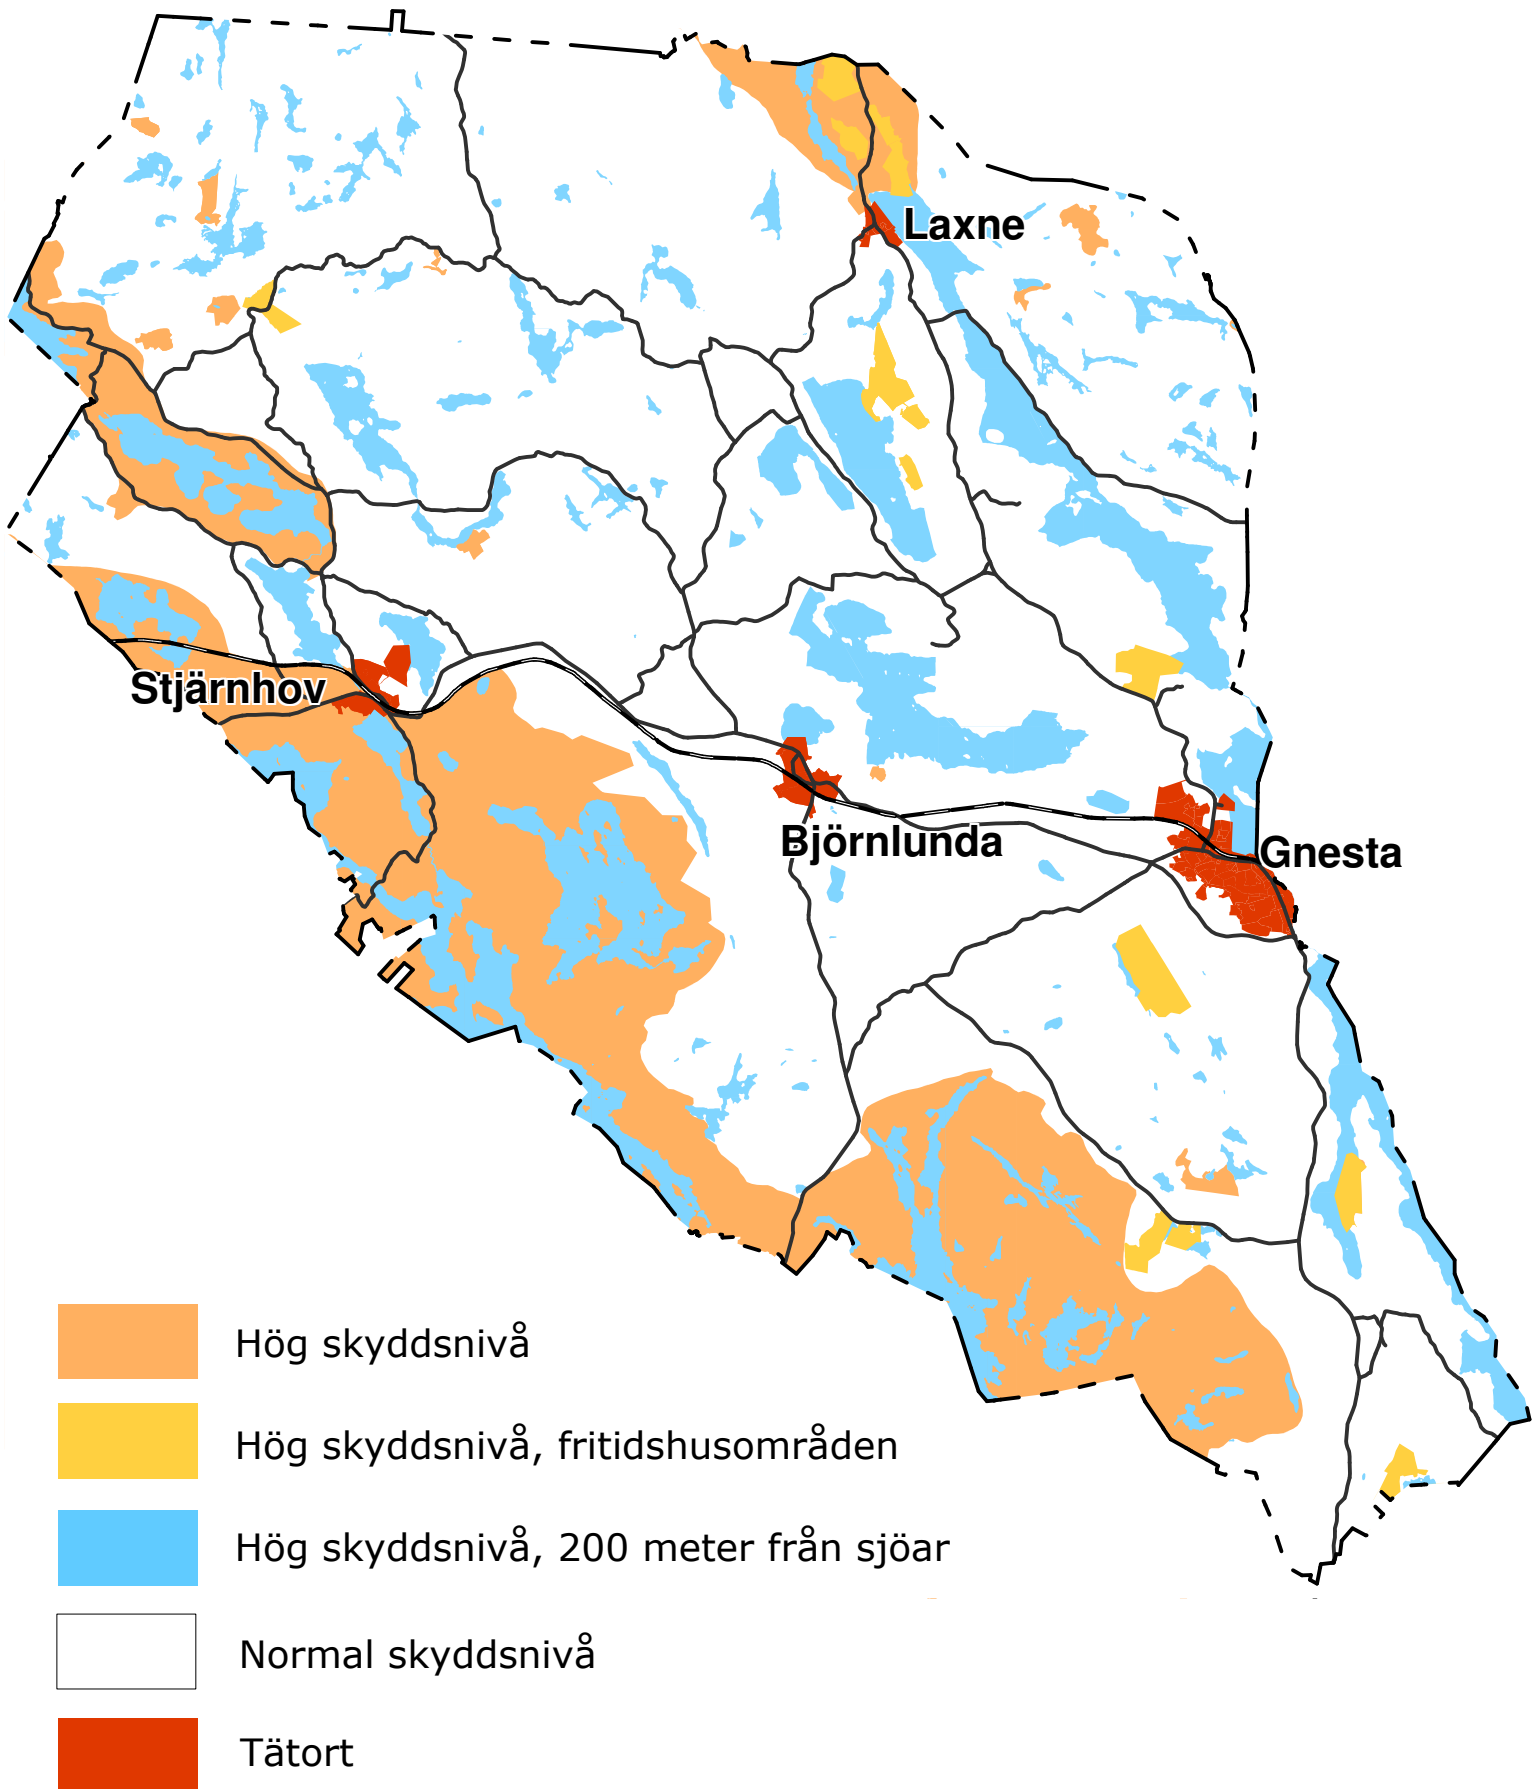 Laxne
Stjärnhov
Björnlunda
Gnesta
Hög skyddsnivå
Hög skyddsnivå, fritidshusområden
Hög skyddsnivå, 200 meter från sjöar
Normal skyddsnivå
Tätort